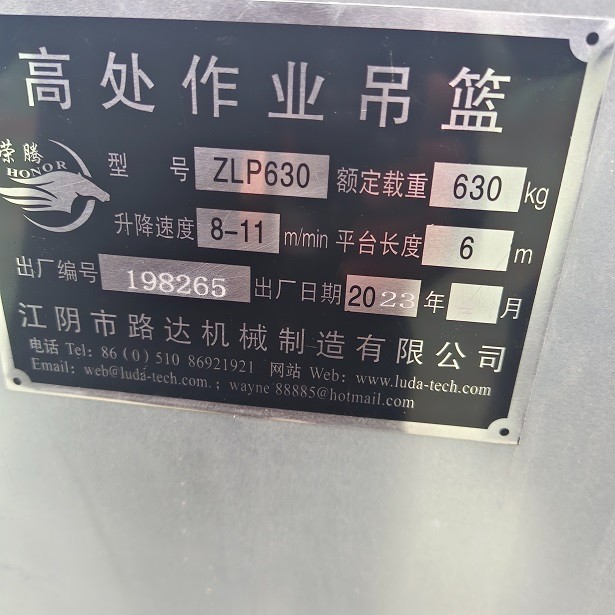 高处作业吊篮
荣腾
HONOR
型 号 ZLP630 额定载重 630 kg
升降速度 8-11 m/min 平台长度 6 m
出厂编号 198265 出厂日期 2023 年 月
江阴市路达机械制造有限公司
电话 Tel: 86 (0) 510 86921921 网站 Web: www.luda-tech.com
Email: web@luda-tech.com. ; wayne 88885@hotmail.com